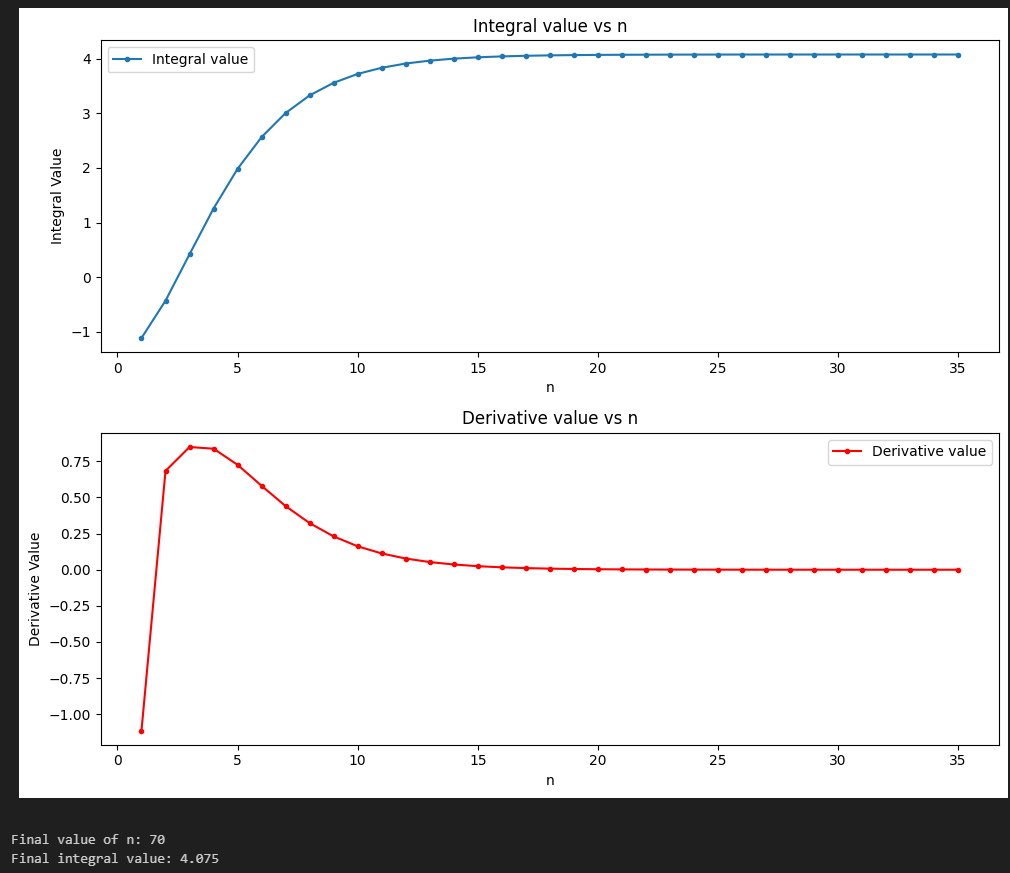 Integral value vs n
Integral value
4
3
2
1
0
−1
Integral Value
0 5 10 15 20 25 30 35
n
Derivative value vs n
Derivative value
0.75
0.50
0.25
0.00
−0.25
−0.50
−0.75
−1.00
Derivative Value
0 5 10 15 20 25 30 35
n
Final value of n: 70
Final integral value: 4.075